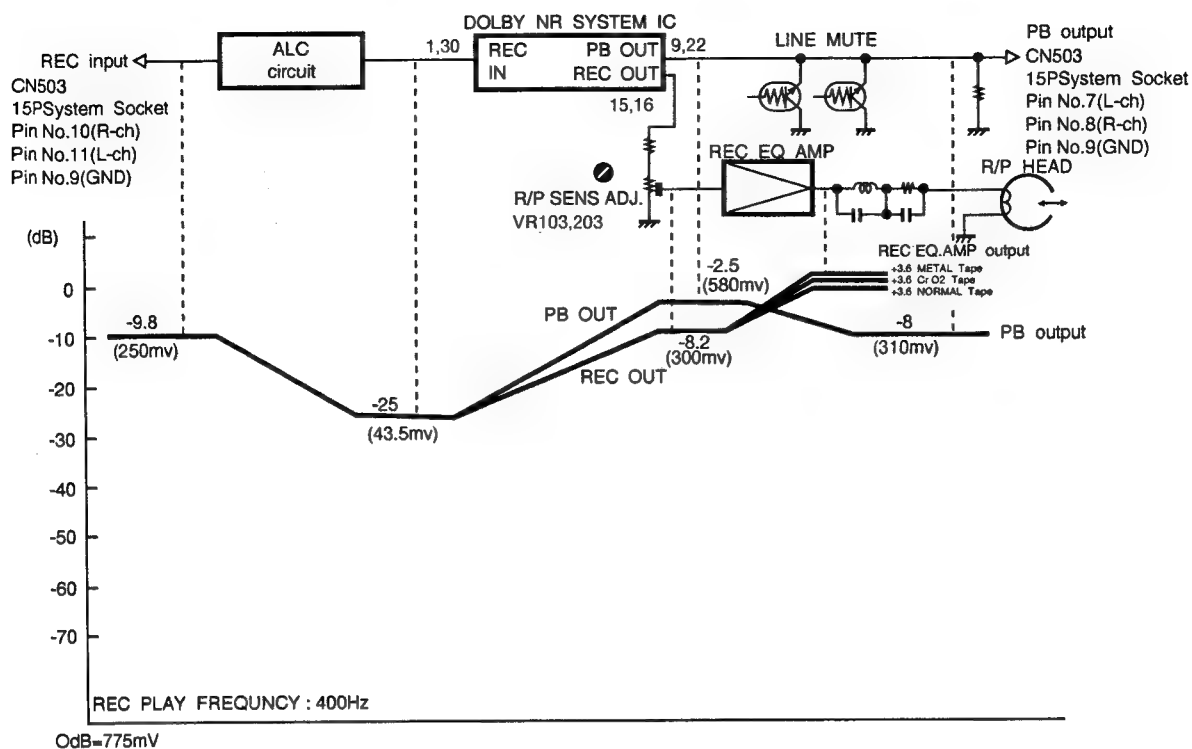 DOLBY NR SYSTEM IC
REC input
ALC
circuit
1,30
REC
IN
PB OUT
REC OUT
9,22
15,16
LINE MUTE
PB output
CN503
15PSystem Socket
Pin No.10(R-ch)
Pin No.11(L-ch)
Pin No.9(GND)
CN503
15PSystem Socket
Pin No.7(L-ch)
Pin No.8(R-ch)
Pin No.9(GND)
REC EQ AMP
R/P HEAD
R/P SENS ADJ.
VR103,203
(dB)
REC EQ.AMP output
+3.6 METAL Tape
+3.6 CrO2 Tape
+3.6 NORMAL Tape
-2.5
(580mv)
0
-10
-20
-30
-40
-50
-60
-70
-9.8
(250mv)
PB OUT
-8.2
(300mv)
-8
(310mv)
PB output
REC OUT
-25
(43.5mv)
REC PLAY FREQUNCY : 400Hz
OdB=775mV